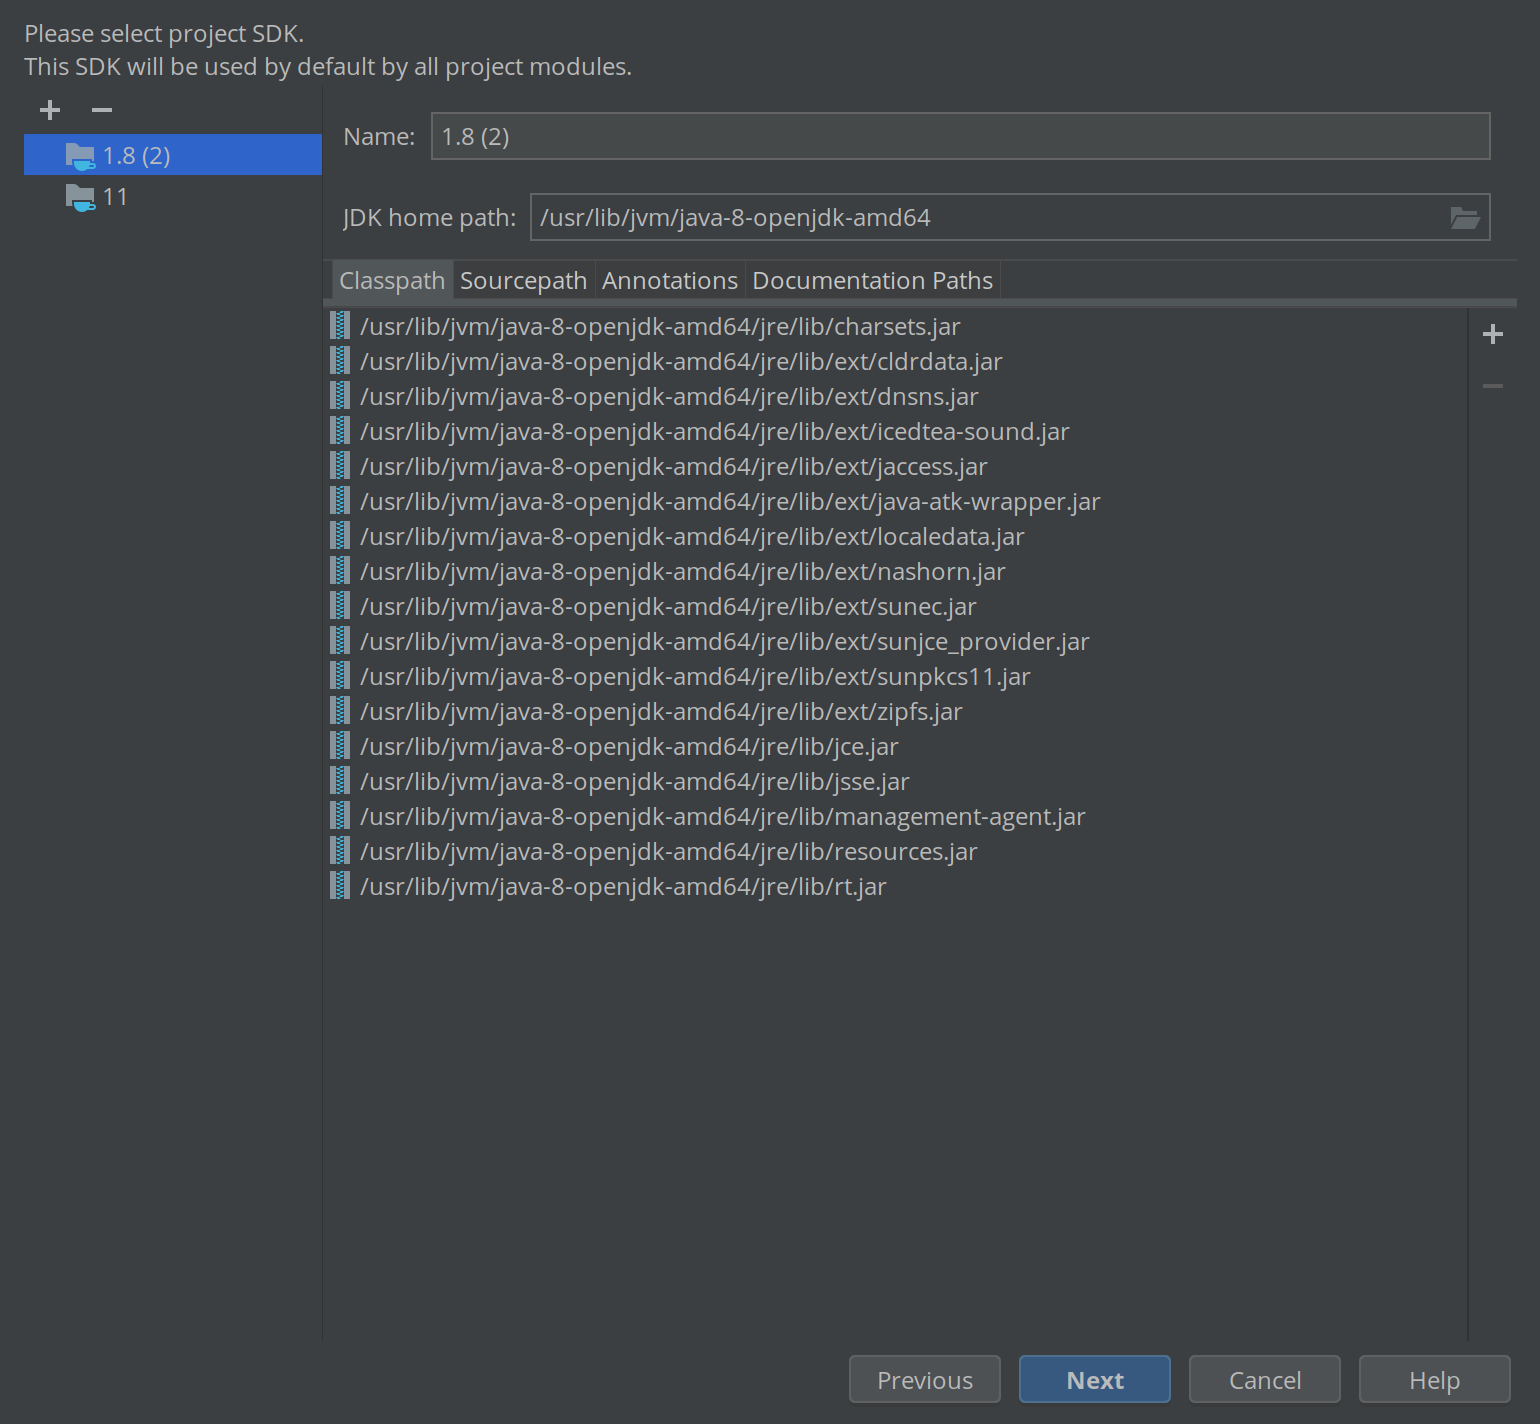 Please select project SDK.
This SDK will be used by default by all project modules.
1.8 (2)
11
Name: 1.8 (2)
JDK home path: /usr/lib/jvm/java-8-openjdk-amd64
Classpath Sourcepath Annotations Documentation Paths
/usr/lib/jvm/java-8-openjdk-amd64/jre/lib/charsets.jar
/usr/lib/jvm/java-8-openjdk-amd64/jre/lib/ext/cldrdata.jar
/usr/lib/jvm/java-8-openjdk-amd64/jre/lib/ext/dnsns.jar
/usr/lib/jvm/java-8-openjdk-amd64/jre/lib/ext/icedtea-sound.jar
/usr/lib/jvm/java-8-openjdk-amd64/jre/lib/ext/jaccess.jar
/usr/lib/jvm/java-8-openjdk-amd64/jre/lib/ext/java-atk-wrapper.jar
/usr/lib/jvm/java-8-openjdk-amd64/jre/lib/ext/localedata.jar
/usr/lib/jvm/java-8-openjdk-amd64/jre/lib/ext/nashorn.jar
/usr/lib/jvm/java-8-openjdk-amd64/jre/lib/ext/sunec.jar
/usr/lib/jvm/java-8-openjdk-amd64/jre/lib/ext/sunjce_provider.jar
/usr/lib/jvm/java-8-openjdk-amd64/jre/lib/ext/sunpkcs11.jar
/usr/lib/jvm/java-8-openjdk-amd64/jre/lib/ext/zipfs.jar
/usr/lib/jvm/java-8-openjdk-amd64/jre/lib/jce.jar
/usr/lib/jvm/java-8-openjdk-amd64/jre/lib/jsse.jar
/usr/lib/jvm/java-8-openjdk-amd64/jre/lib/management-agent.jar
/usr/lib/jvm/java-8-openjdk-amd64/jre/lib/resources.jar
/usr/lib/jvm/java-8-openjdk-amd64/jre/lib/rt.jar
Previous Next Cancel Help